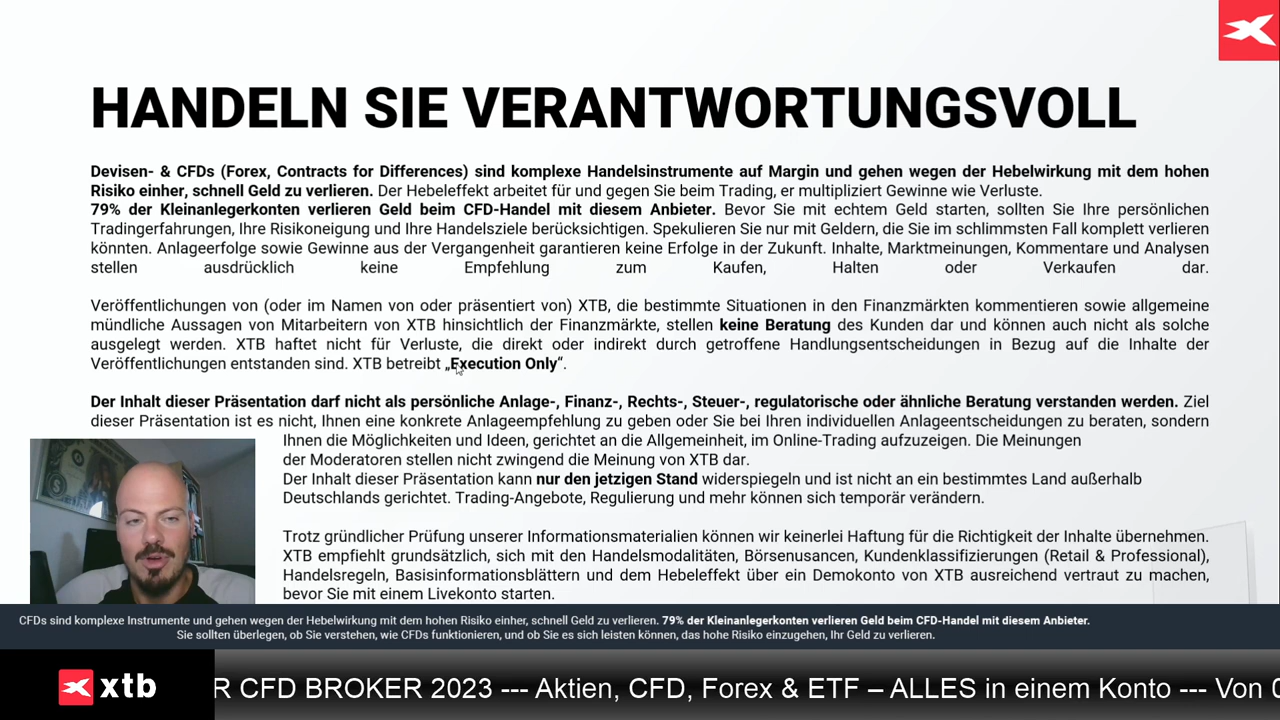 HANDELN SIE VERANTWORTUNGSVOLL
Devisen- & CFDs (Forex, Contracts for Differences) sind komplexe Handelsinstrumente auf Margin und gehen wegen der Hebelwirkung mit dem hohen
Risiko einher, schnell Geld zu verlieren. Der Hebeleffekt arbeitet für und gegen Sie beim Trading, er multipliziert Gewinne wie Verluste.
79% der Kleinanlegerkonten verlieren Geld beim CFD-Handel mit diesem Anbieter. Bevor Sie mit echtem Geld starten, sollten Sie Ihre persönlichen
Tradingerfahrungen, Ihre Risikoneigung und Ihre Handelsziele berücksichtigen. Spekulieren Sie nur mit Geldern, die Sie im schlimmsten Fall komplett verlieren
könnten. Anlageerfolge sowie Gewinne aus der Vergangenheit garantieren keine Erfolge in der Zukunft. Inhalte, Marktmeinungen, Kommentare und Analysen
stellen ausdrücklich keine Empfehlung zum Kaufen, Halten oder Verkaufen dar.
Veröffentlichungen von (oder im Namen von oder präsentiert von) XTB, die bestimmte Situationen in den Finanzmärkten kommentieren sowie allgemeine
mündliche Aussagen von Mitarbeitern von XTB hinsichtlich der Finanzmärkte, stellen keine Beratung des Kunden dar und können auch nicht als solche
ausgelegt werden. XTB haftet nicht für Verluste, die direkt oder indirekt durch getroffene Handlungsentscheidungen in Bezug auf die Inhalte der
Veröffentlichungen entstanden sind. XTB betreibt „Execution Only“.
Der Inhalt dieser Präsentation darf nicht als persönliche Anlage-, Finanz-, Rechts-, Steuer-, regulatorische oder ähnliche Beratung verstanden werden. Ziel
dieser Präsentation ist es nicht, Ihnen eine konkrete Anlageempfehlung zu geben oder Sie bei Ihren individuellen Anlageentscheidungen zu beraten, sondern
Ihnen die Möglichkeiten und Ideen, gerichtet an die Allgemeinheit, im Online-Trading aufzuzeigen. Die Meinungen
der Moderatoren stellen nicht zwingend die Meinung von XTB dar.
Der Inhalt dieser Präsentation kann nur den jetzigen Stand widerspiegeln und ist nicht an ein bestimmtes Land außerhalb
Deutschlands gerichtet. Trading-Angebote, Regulierung und mehr können sich temporär verändern.
Trotz gründlicher Prüfung unserer Informationsmaterialien können wir keinerlei Haftung für die Richtigkeit der Inhalte übernehmen.
XTB empfiehlt grundsätzlich, sich mit den Handelsmodalitäten, Börsenusancen, Kundenklassifizierungen (Retail & Professional),
Handelsregeln, Basisinformationsblättern und dem Hebeleffekt über ein Demokonto von XTB ausreichend vertraut zu machen,
bevor Sie mit einem Livekonto starten.
CFDs sind komplexe Instrumente und gehen wegen der Hebelwirkung mit dem hohen Risiko einher, schnell Geld zu verlieren. 79% der Kleinanlegerkonten verlieren Geld beim CFD-Handel mit diesem Anbieter.
Sie sollten überlegen, ob Sie verstehen, wie CFDs funktionieren, und ob Sie es sich leisten können, das hohe Risiko einzugehen, Ihr Geld zu verlieren.
xtb R CFD BROKER 2023 --- Aktien, CFD, Forex & ETF – ALLES in einem Konto --- Von